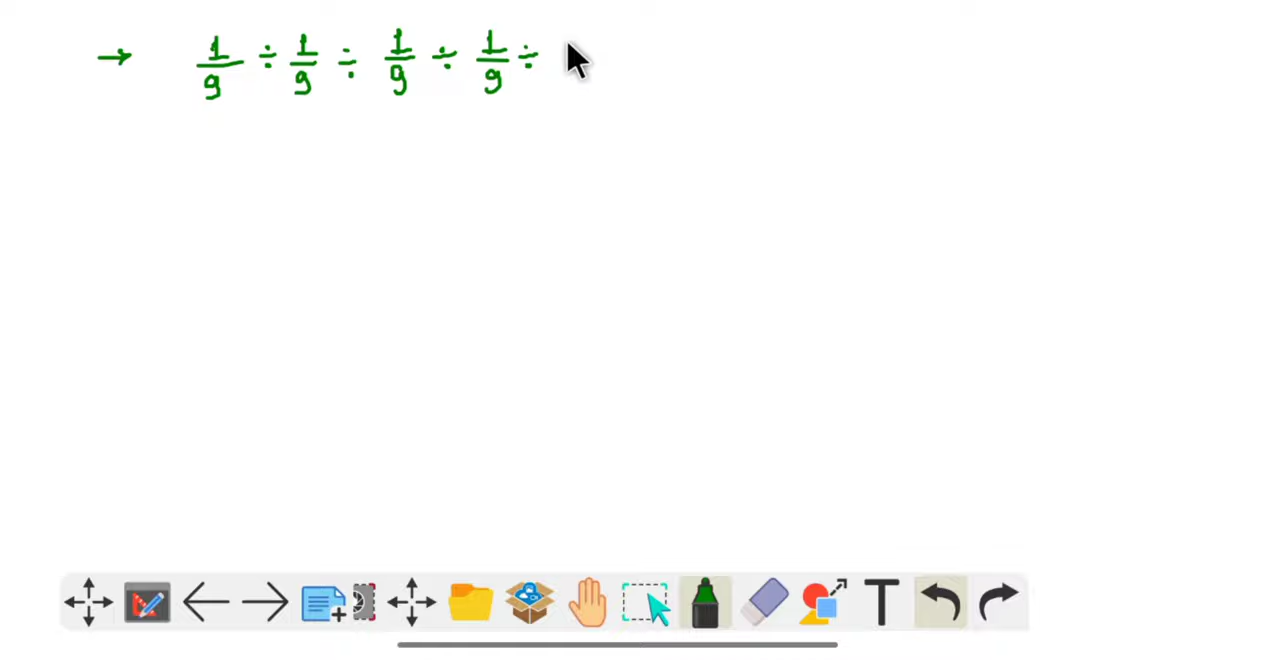 → 1/9 ÷ 1/9 ÷ 1/9 ÷ 1/9 ÷
T